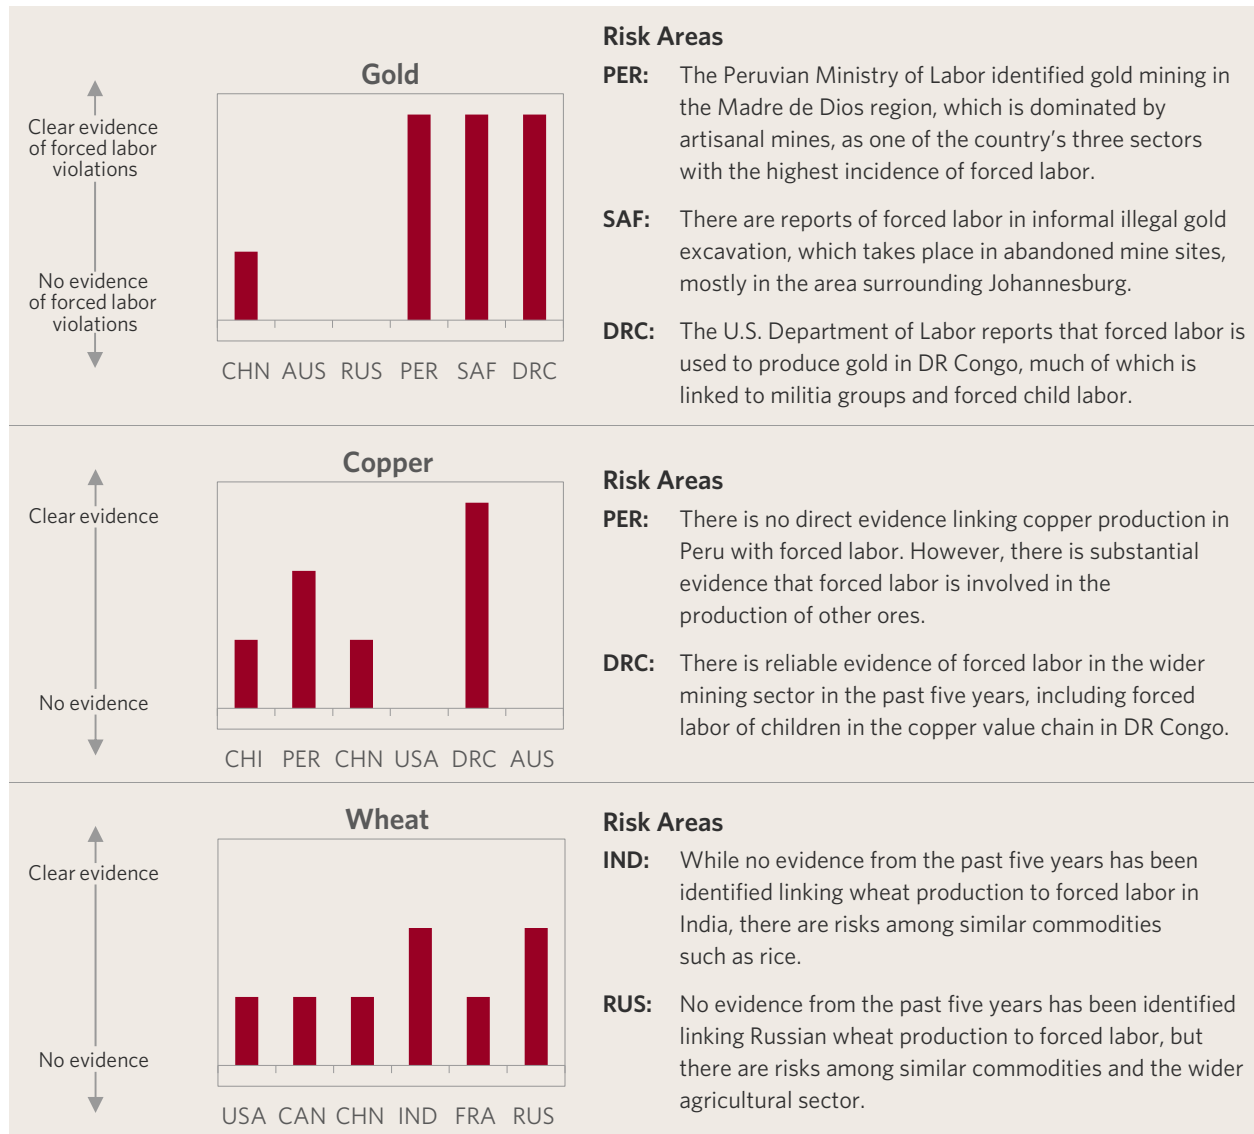 Gold
Clear evidence
of forced labor
violations
No evidence
of forced labor
violations
CHN AUS RUS PER SAF DRC
Risk Areas
PER: The Peruvian Ministry of Labor identified gold mining in
the Madre de Dios region, which is dominated by
artisanal mines, as one of the country’s three sectors
with the highest incidence of forced labor.
SAF: There are reports of forced labor in informal illegal gold
excavation, which takes place in abandoned mine sites,
mostly in the area surrounding Johannesburg.
DRC: The U.S. Department of Labor reports that forced labor is
used to produce gold in DR Congo, much of which is
linked to militia groups and forced child labor.
Copper
Clear evidence
No evidence
CHI PER CHN USA DRC AUS
Risk Areas
PER: There is no direct evidence linking copper production in
Peru with forced labor. However, there is substantial
evidence that forced labor is involved in the
production of other ores.
DRC: There is reliable evidence of forced labor in the wider
mining sector in the past five years, including forced
labor of children in the copper value chain in DR Congo.
Wheat
Clear evidence
No evidence
USA CAN CHN IND FRA RUS
Risk Areas
IND: While no evidence from the past five years has been
identified linking wheat production to forced labor in
India, there are risks among similar commodities
such as rice.
RUS: No evidence from the past five years has been identified
linking Russian wheat production to forced labor, but
there are risks among similar commodities and the wider
agricultural sector.